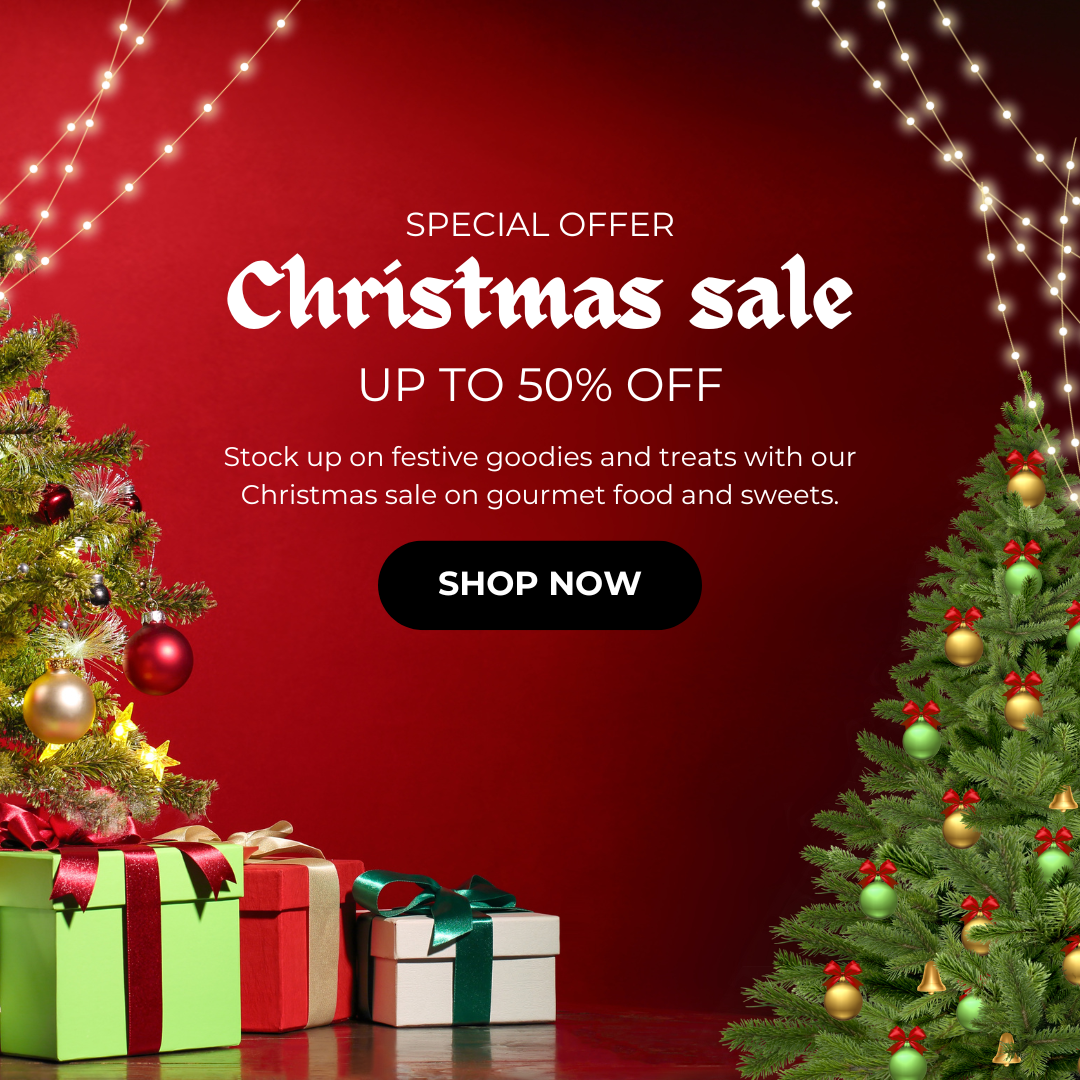 SPECIAL OFFER
Christmas sale
UP TO 50% OFF
Stock up on festive goodies and treats with our
Christmas sale on gourmet food and sweets.
SHOP NOW